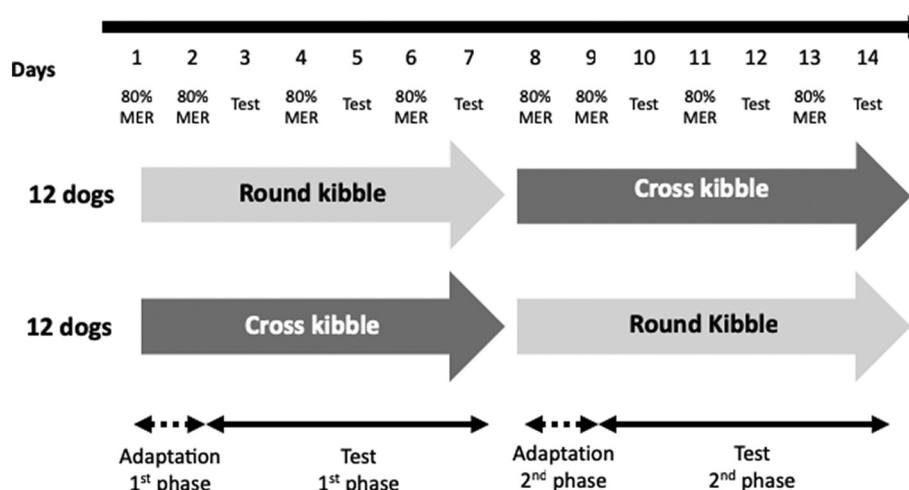 Days
1 2 3 4 5 6 7 8 9 10 11 12 13 14
80% 80% Test 80% Test 80% Test 80% 80% Test 80% Test 80% Test
MER MER MER MER MER MER MER MER
12 dogs Round kibble Cross kibble
12 dogs Cross kibble Round Kibble
Adaptation Test Adaptation Test
1st phase 1st phase 2nd phase 2nd phase